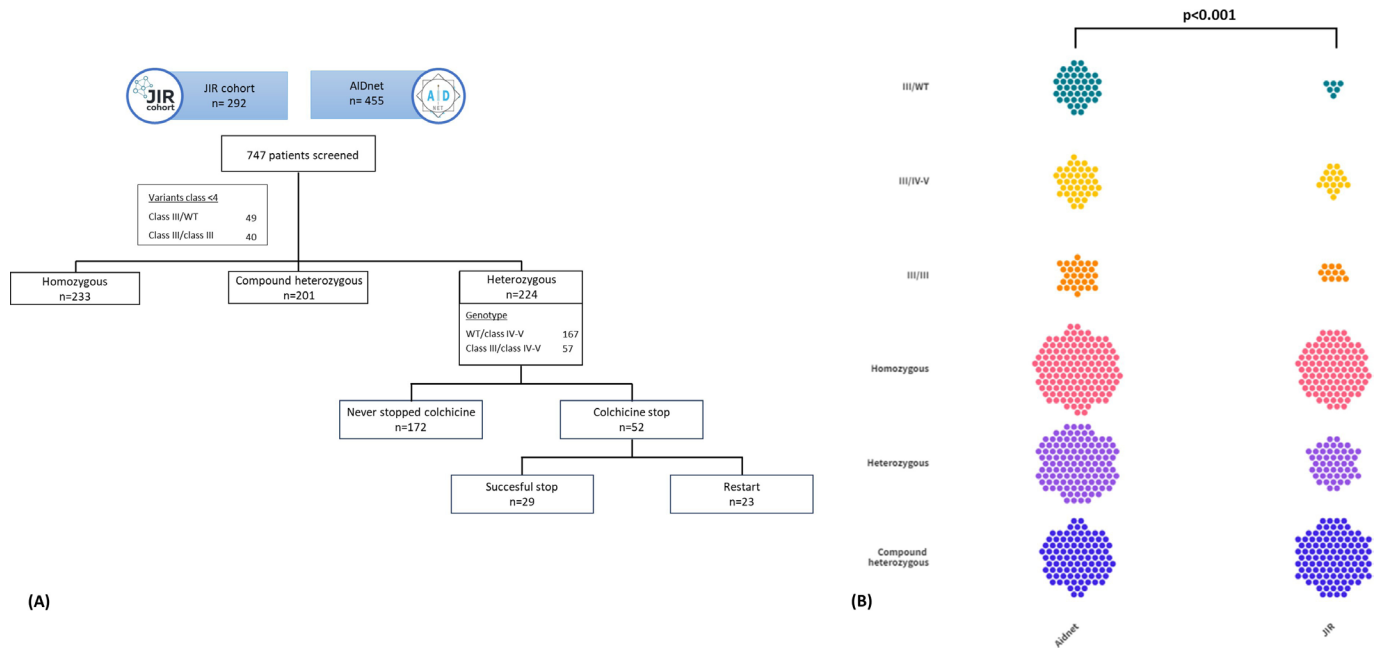 JIR
cohort
JIR cohort
n= 292
AIDnet
n= 455
A D
NET
747 patients screened
Variants class <4
Class III/WT 49
Class III/class III 40
Homozygous
n=233
Compound heterozygous
n=201
Heterozygous
n=224
Genotype
WT/class IV-V 167
Class III/class IV-V 57
Never stopped colchicine
n=172
Colchicine stop
n=52
Succesful stop
n=29
Restart
n=23
(A)
p<0.001
III/WT
III/IV-V
III/III
Homozygous
Heterozygous
Compound
heterozygous
(B)
Aidnet
JIR